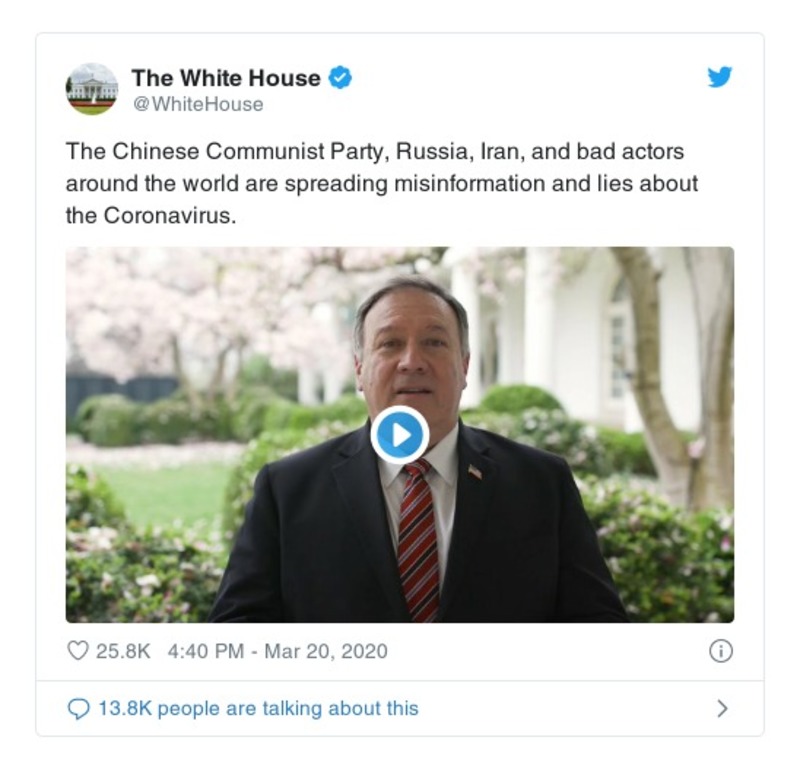 The White House
@WhiteHouse
The Chinese Communist Party, Russia, Iran, and bad actors
around the world are spreading misinformation and lies about
the Coronavirus.
25.8K 4:40 PM - Mar 20, 2020
13.8K people are talking about this